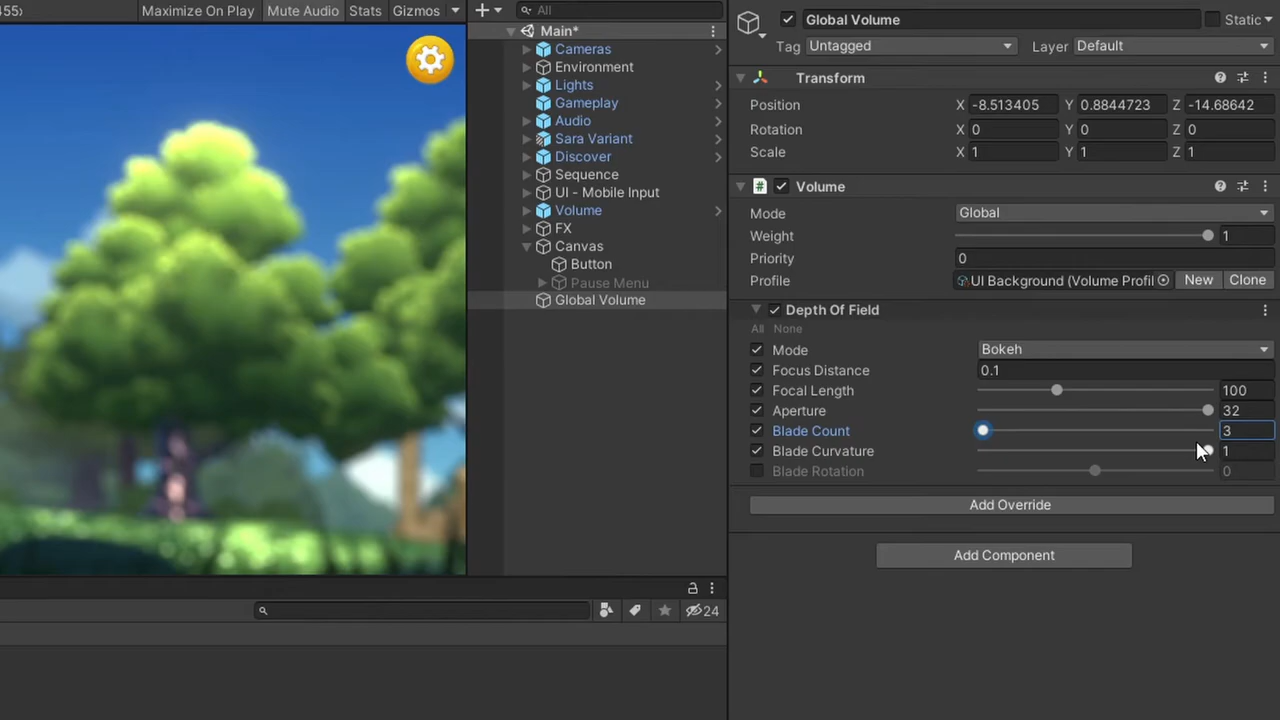 455) Maximize On Play Mute Audio Stats Gizmos
All
Main*
Cameras
Environment
Lights
Gameplay
Audio
Sara Variant
Discover
Sequence
UI - Mobile Input
Volume
FX
Canvas
Button
Pause Menu
Global Volume
24
Global Volume Static
Tag Untagged Layer Default
Transform
Position X -8.513405 Y 0.8844723 Z -14.68642
Rotation X 0 Y 0 Z 0
Scale X 1 Y 1 Z 1
# Volume
Mode Global
Weight 1
Priority 0
Profile UI Background (Volume Profil New Clone
Depth Of Field
All None
Mode Bokeh
Focus Distance 0.1
Focal Length 100
Aperture 32
Blade Count 3
Blade Curvature 1
Blade Rotation 0
Add Override
Add Component